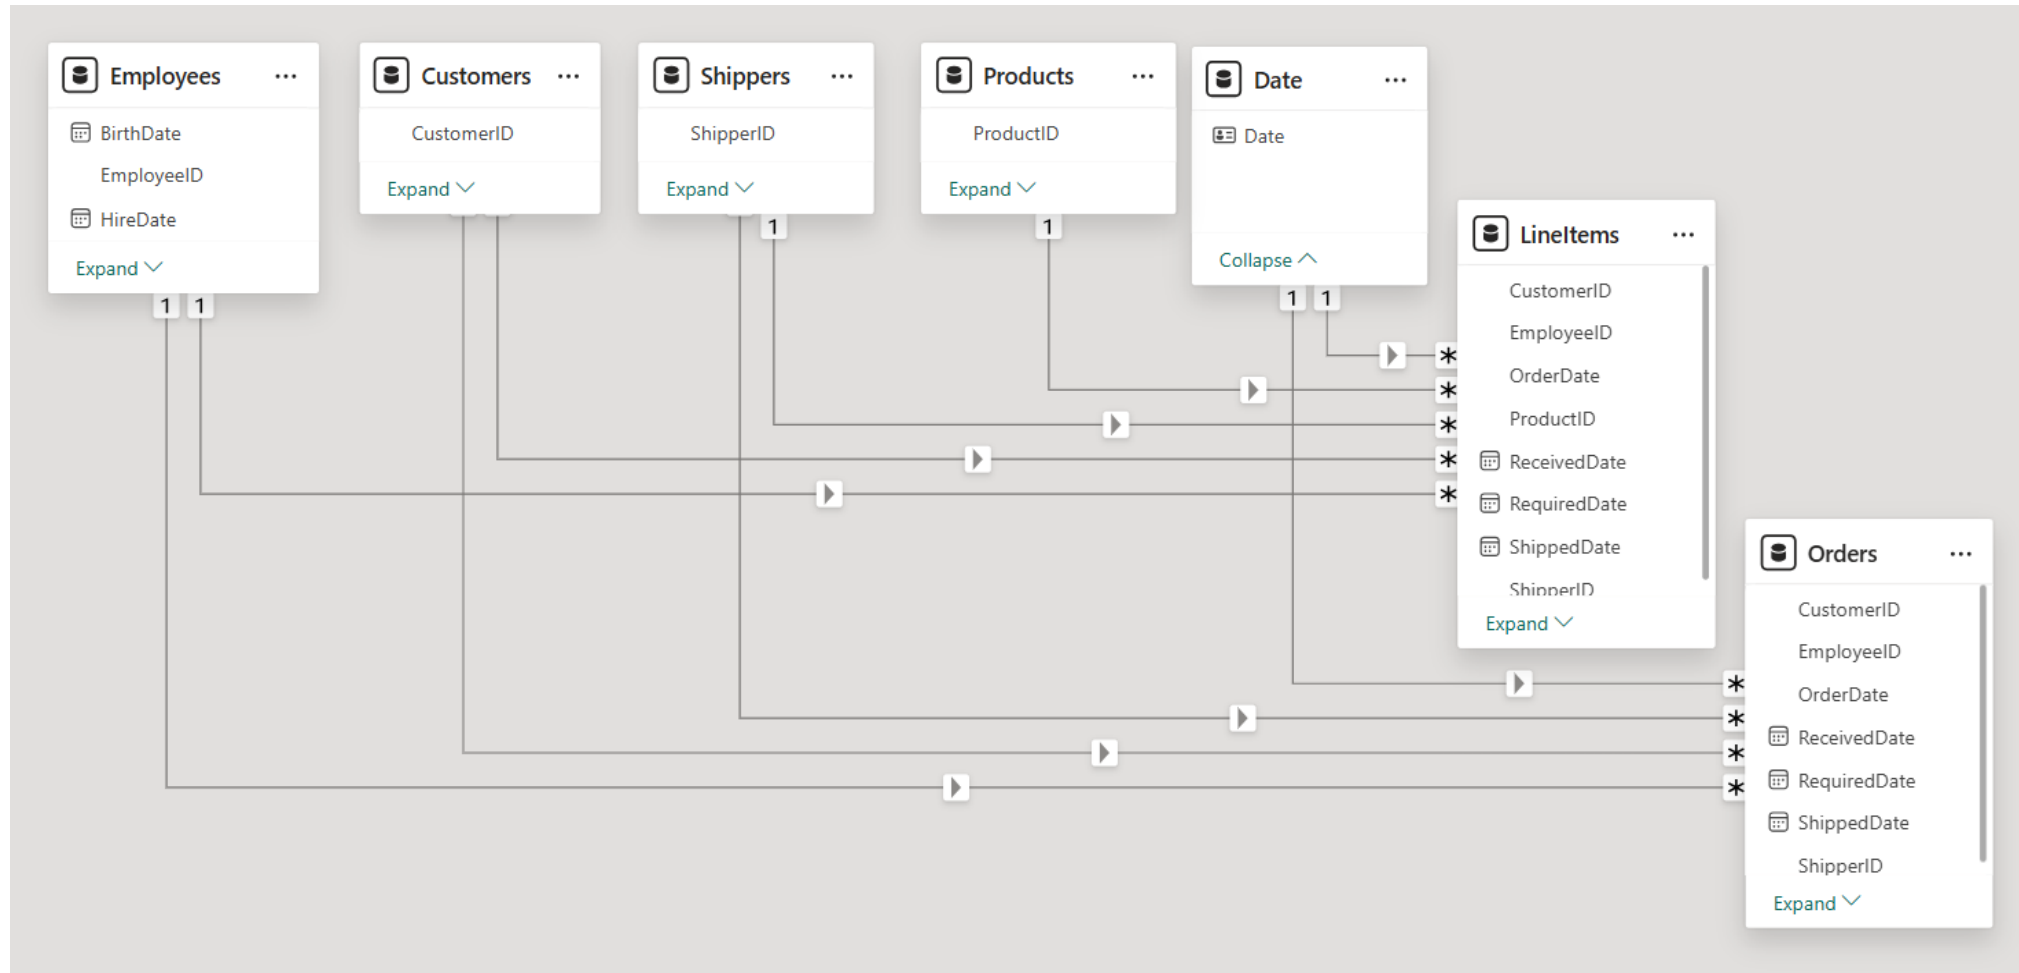 Employees
BirthDate
EmployeeID
HireDate
Expand
1 1
Customers
CustomerID
Expand
Shippers
ShipperID
Expand
1
Products
ProductID
Expand
1
Date
Date
Collapse
1 1
LineItems
CustomerID
EmployeeID
OrderDate
ProductID
ReceivedDate
RequiredDate
ShippedDate
ShipperID
Expand
*
*
*
*
*
Orders
CustomerID
EmployeeID
OrderDate
ReceivedDate
RequiredDate
ShippedDate
ShipperID
Expand
*
*
*
*